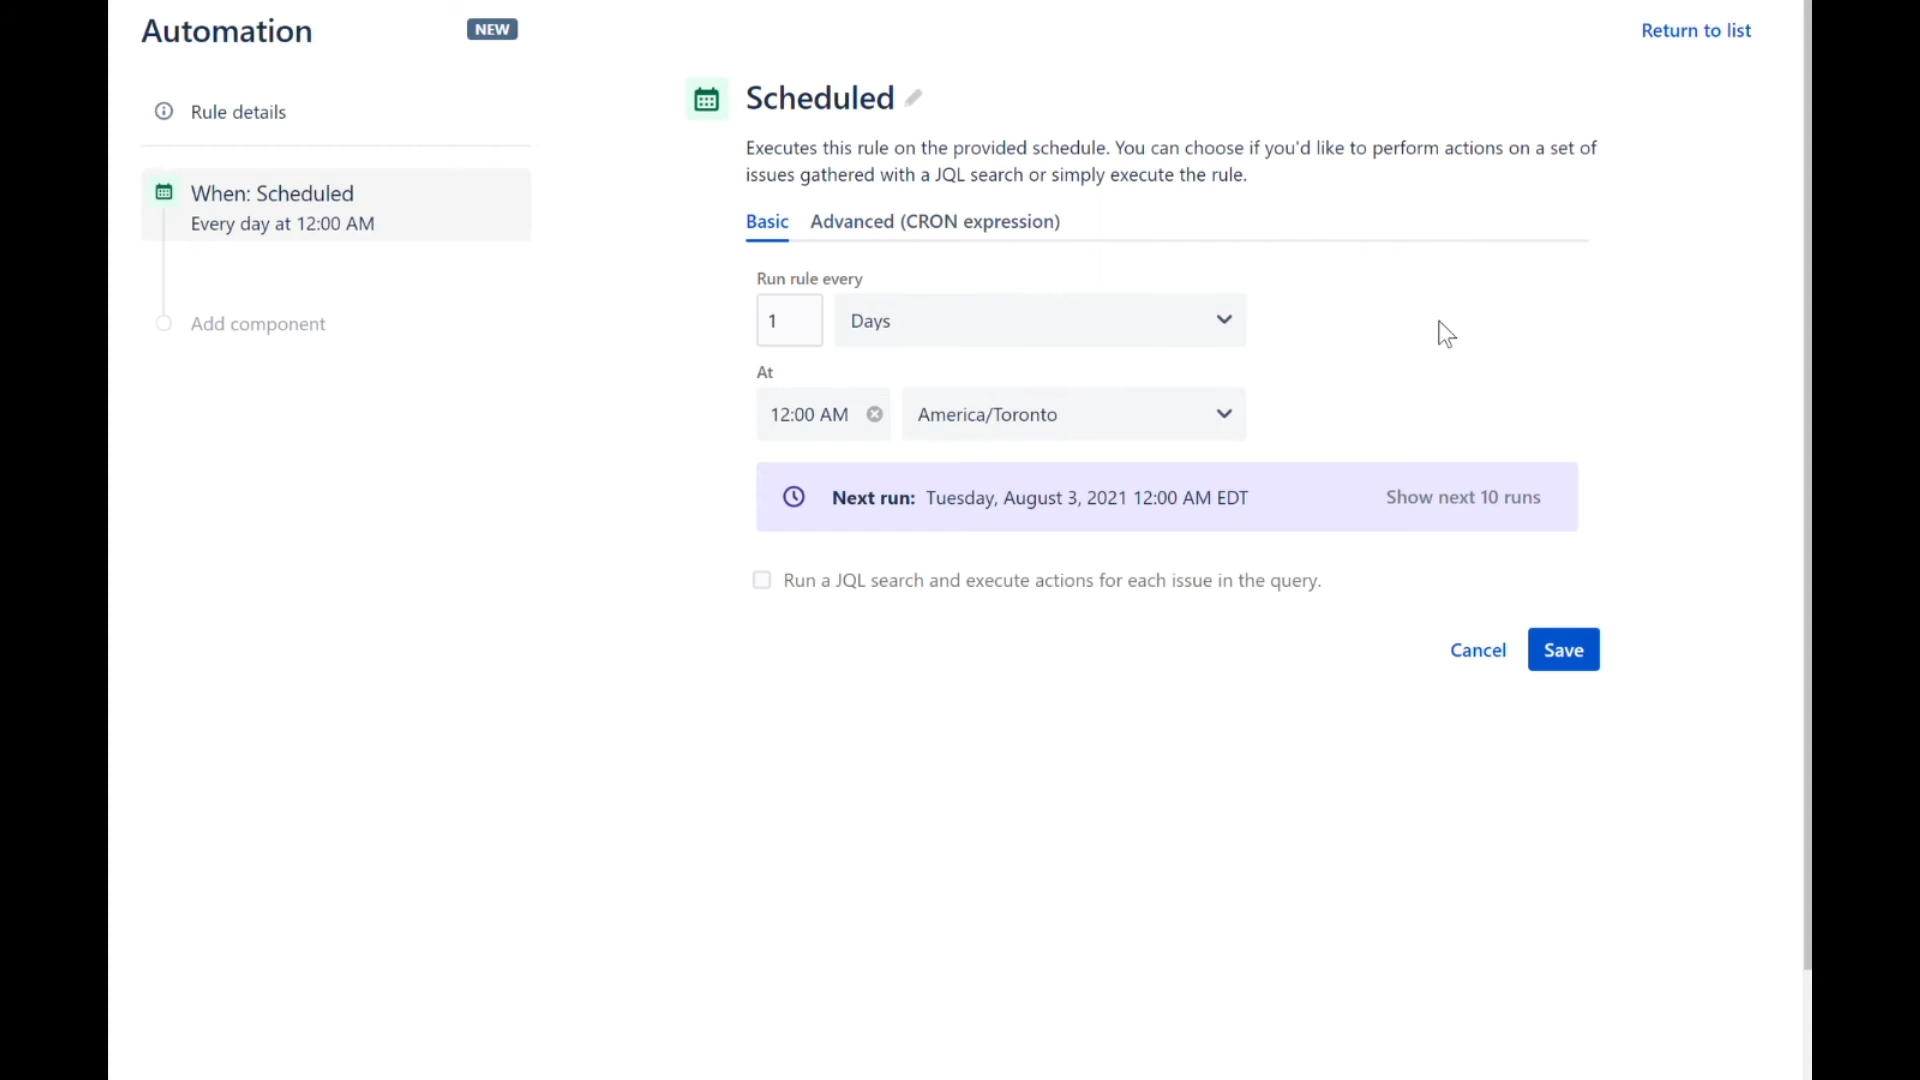 Automation
NEW
Return to list
Rule details
When: Scheduled
Every day at 12:00 AM
Add component
Scheduled
Executes this rule on the provided schedule. You can choose if you'd like to perform actions on a set of
issues gathered with a JQL search or simply execute the rule.
Basic Advanced (CRON expression)
Run rule every
1 Days
At
12:00 AM America/Toronto
Next run: Tuesday, August 3, 2021 12:00 AM EDT Show next 10 runs
Run a JQL search and execute actions for each issue in the query.
Cancel Save